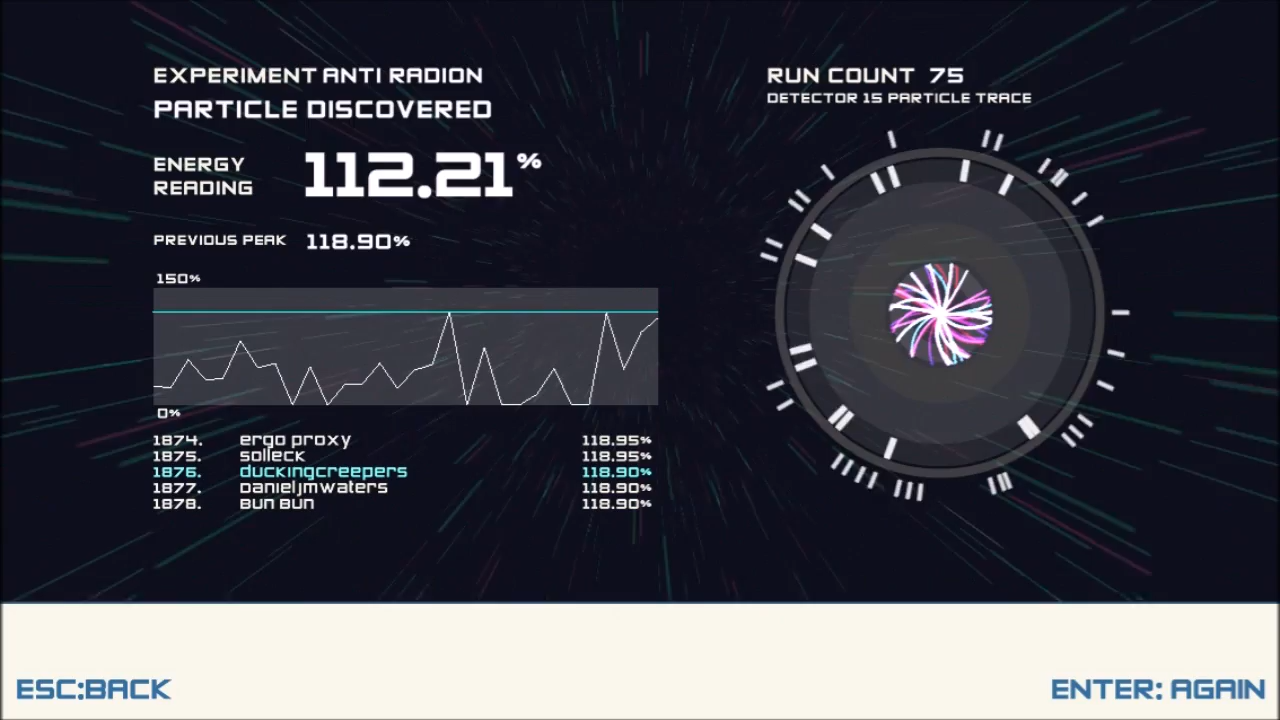 EXPERIMENT ANTI RADION
PARTICLE DISCOVERED
ENERGY READING 112.21%
PREVIOUS PEAK 118.90%
150%
0%
1874. ergo proxy 118.95%
1875. solleck 118.95%
1876. duckingcreepers 118.90%
1877. Danieljmwaters 118.90%
1878. Bun Bun 118.90%
RUN COUNT 75
DETECTOR 15 PARTICLE TRACE
ESC:BACK
ENTER: AGAIN